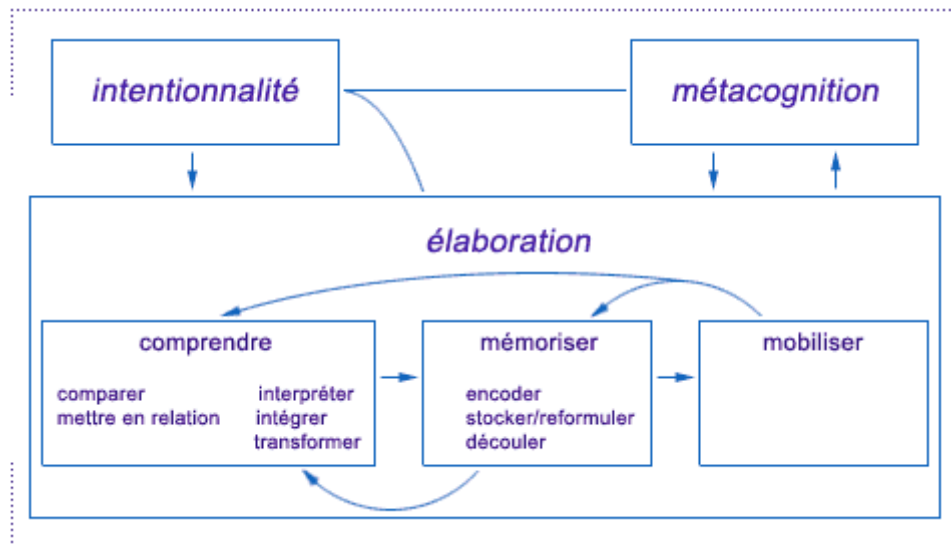 intentionnalité
métacognition
élaboration
comprendre
comparer
mettre en relation
interpréter
intégrer
transformer
mémoriser
encoder
stocker/reformuler
découler
mobiliser